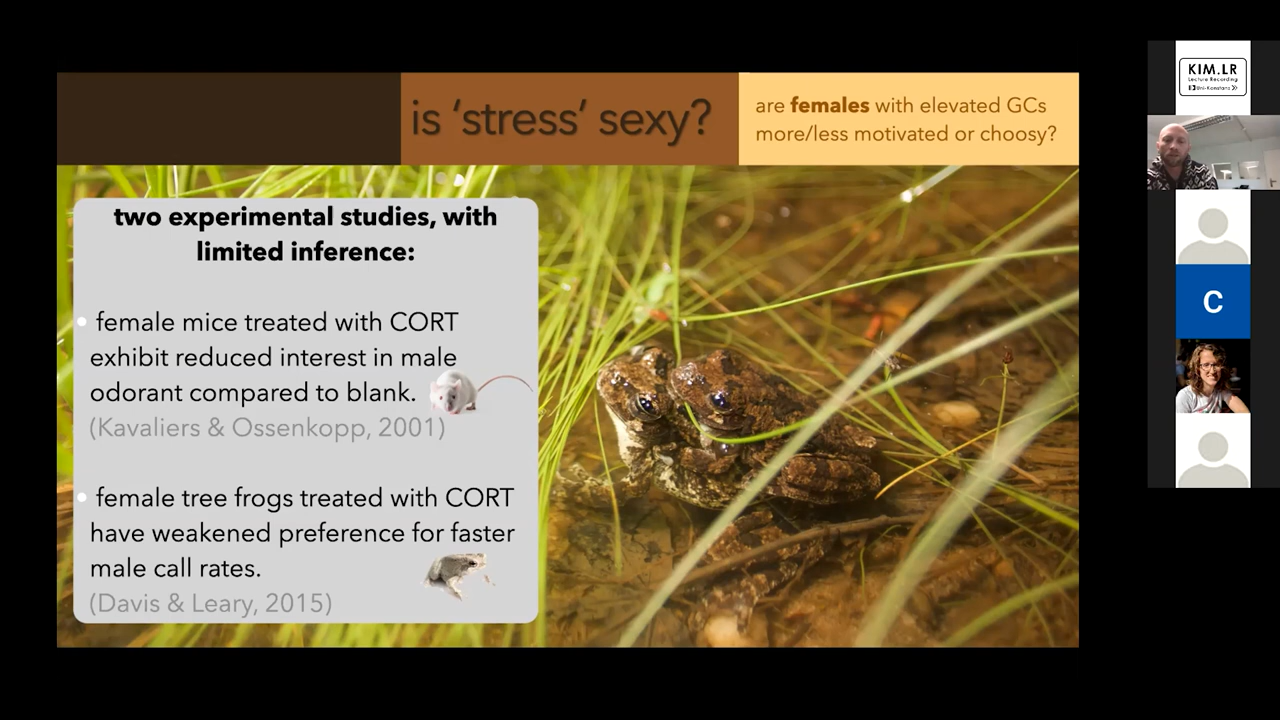 is ‘stress’ sexy?
are females with elevated GCs
more/less motivated or choosy?
two experimental studies, with
limited inference:
• female mice treated with CORT
exhibit reduced interest in male
odorant compared to blank.
(Kavaliers & Ossenkopp, 2001)
• female tree frogs treated with CORT
have weakened preference for faster
male call rates.
(Davis & Leary, 2015)
KIM.LR
Lecture Recording
Uni-Konstanz
C